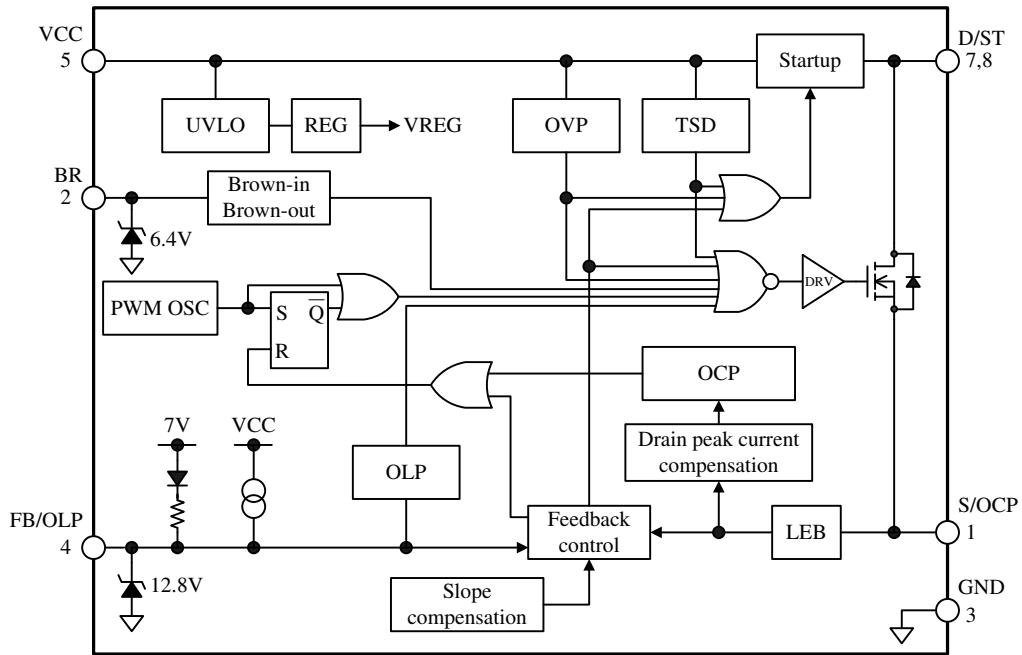 VCC
5
D/ST
7,8
Startup
UVLO
REG
VREG
OVP
TSD
BR
2
Brown-in
Brown-out
6.4V
PWM OSC
S
Q̅
R
DRV
OCP
7V
VCC
Drain peak current
compensation
OLP
FB/OLP
4
Feedback
control
LEB
S/OCP
1
12.8V
Slope
compensation
GND
3